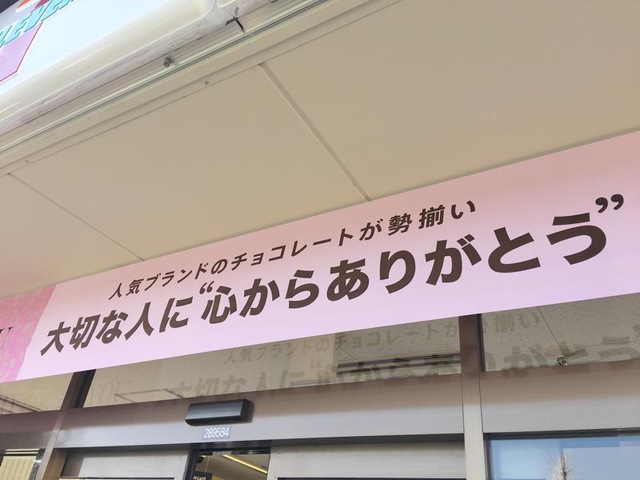 人気ブランドのチョコレートが勢揃い
大切な人に“心からありがとう”
289584